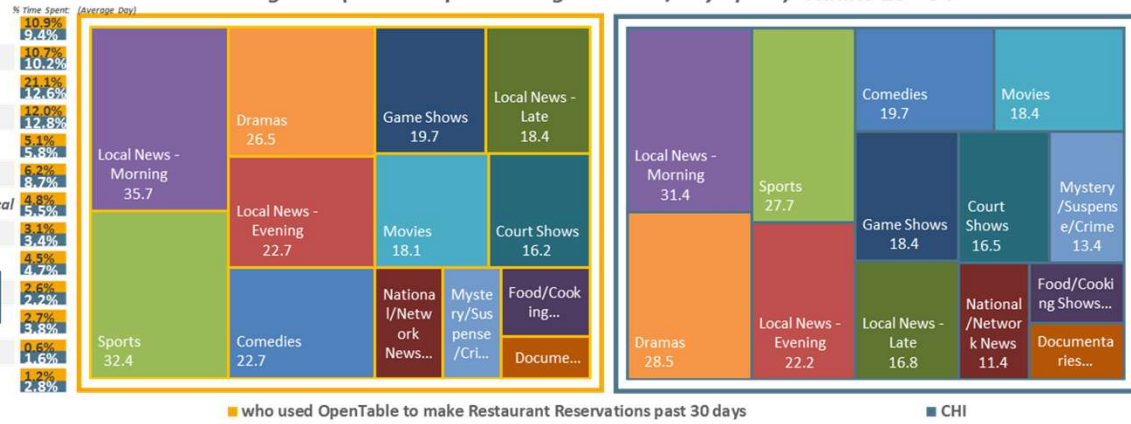 % Time Spent: (Average Day)
10.9%
9.4%
10.7%
10.2%
21.1%
12.6%
12.0%
12.8%
5.1%
5.8%
6.2%
8.7%
4.8%
5.5%
3.1%
3.4%
4.5%
4.7%
2.6%
2.2%
2.7%
3.8%
0.6%
1.6%
1.2%
2.8%
Local News -
Morning
35.7
Sports
32.4
Dramas
26.5
Local News -
Evening
22.7
Comedies
22.7
Game Shows
19.7
Local News -
Late
18.4
Movies
18.1
Court Shows
16.2
Nationa
l/Netw
ork
News...
Myste
ry/Sus
pense
/Cri...
Food/Cook
ing...
Docume...
Local News -
Morning
31.4
Dramas
28.5
Sports
27.7
Local News -
Evening
22.2
Comedies
19.7
Movies
18.4
Game Shows
18.4
Court
Shows
16.5
Mystery
/Suspens
e/Crime
13.4
Local News -
Late
16.8
National
/Networ
k News
11.4
Food/Cooki
ng Shows...
Documenta
ries...
who used OpenTable to make Restaurant Reservations past 30 days
CHI